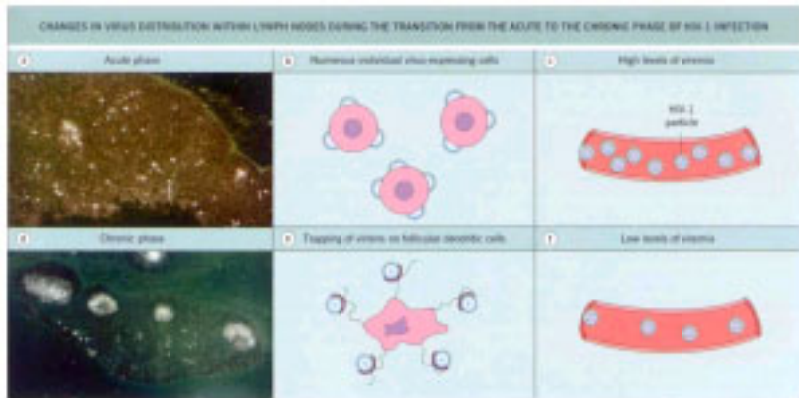 CHANGES IN VIRUS DISTRIBUTION WITHIN LYMPH NODES DURING THE TRANSITION FROM THE ACUTE TO THE CHRONIC PHASE OF HIV-1 INFECTION
a Acute phase
b Numerous individual virus-expressing cells
c High levels of viremia
HIV-1
particle
d Chronic phase
e Trapping of virions on follicular dendritic cells
f Low levels of viremia